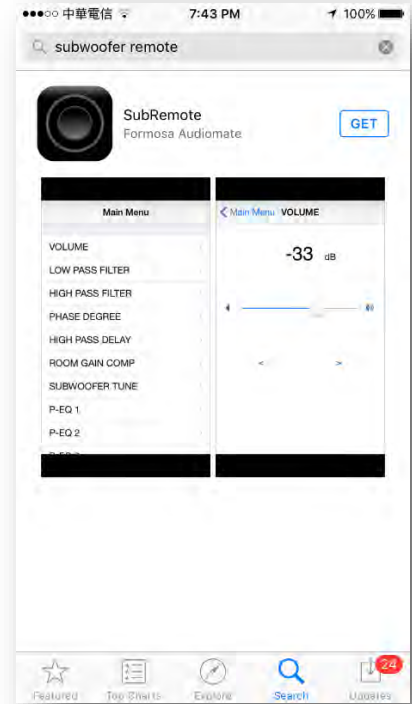 中華電信 7:43 PM 100%
subwoofer remote
SubRemote
Formosa Audiomate
GET
Main Menu
VOLUME
LOW PASS FILTER
HIGH PASS FILTER
PHASE DEGREE
HIGH PASS DELAY
ROOM GAIN COMP
SUBWOOFER TUNE
P-EQ 1
P-EQ 2
< Main Menu VOLUME
-33 dB
< >
24
Featured Top Charts Explore Search Updates